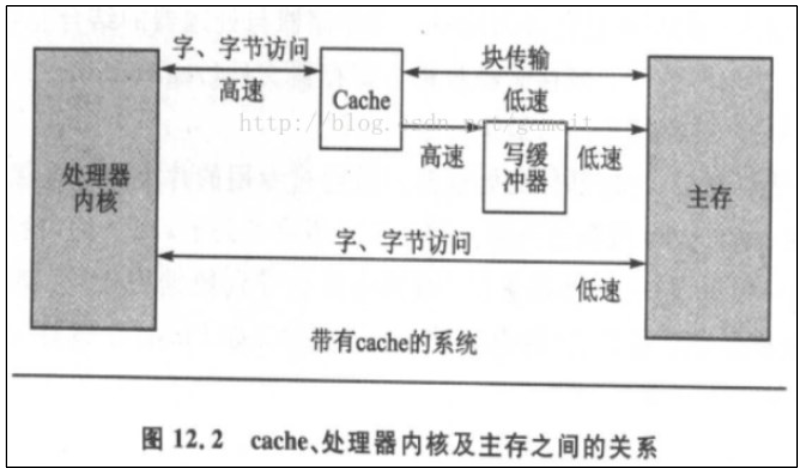 字、字节访问
块传输
高速
Cache
低速
http://blog.csdn.net/gameit
高速
写缓
冲器
低速
处理器
内核
主存
字、字节访问
低速
带有cache的系统
图 12.2 cache、处理器内核及主存之间的关系